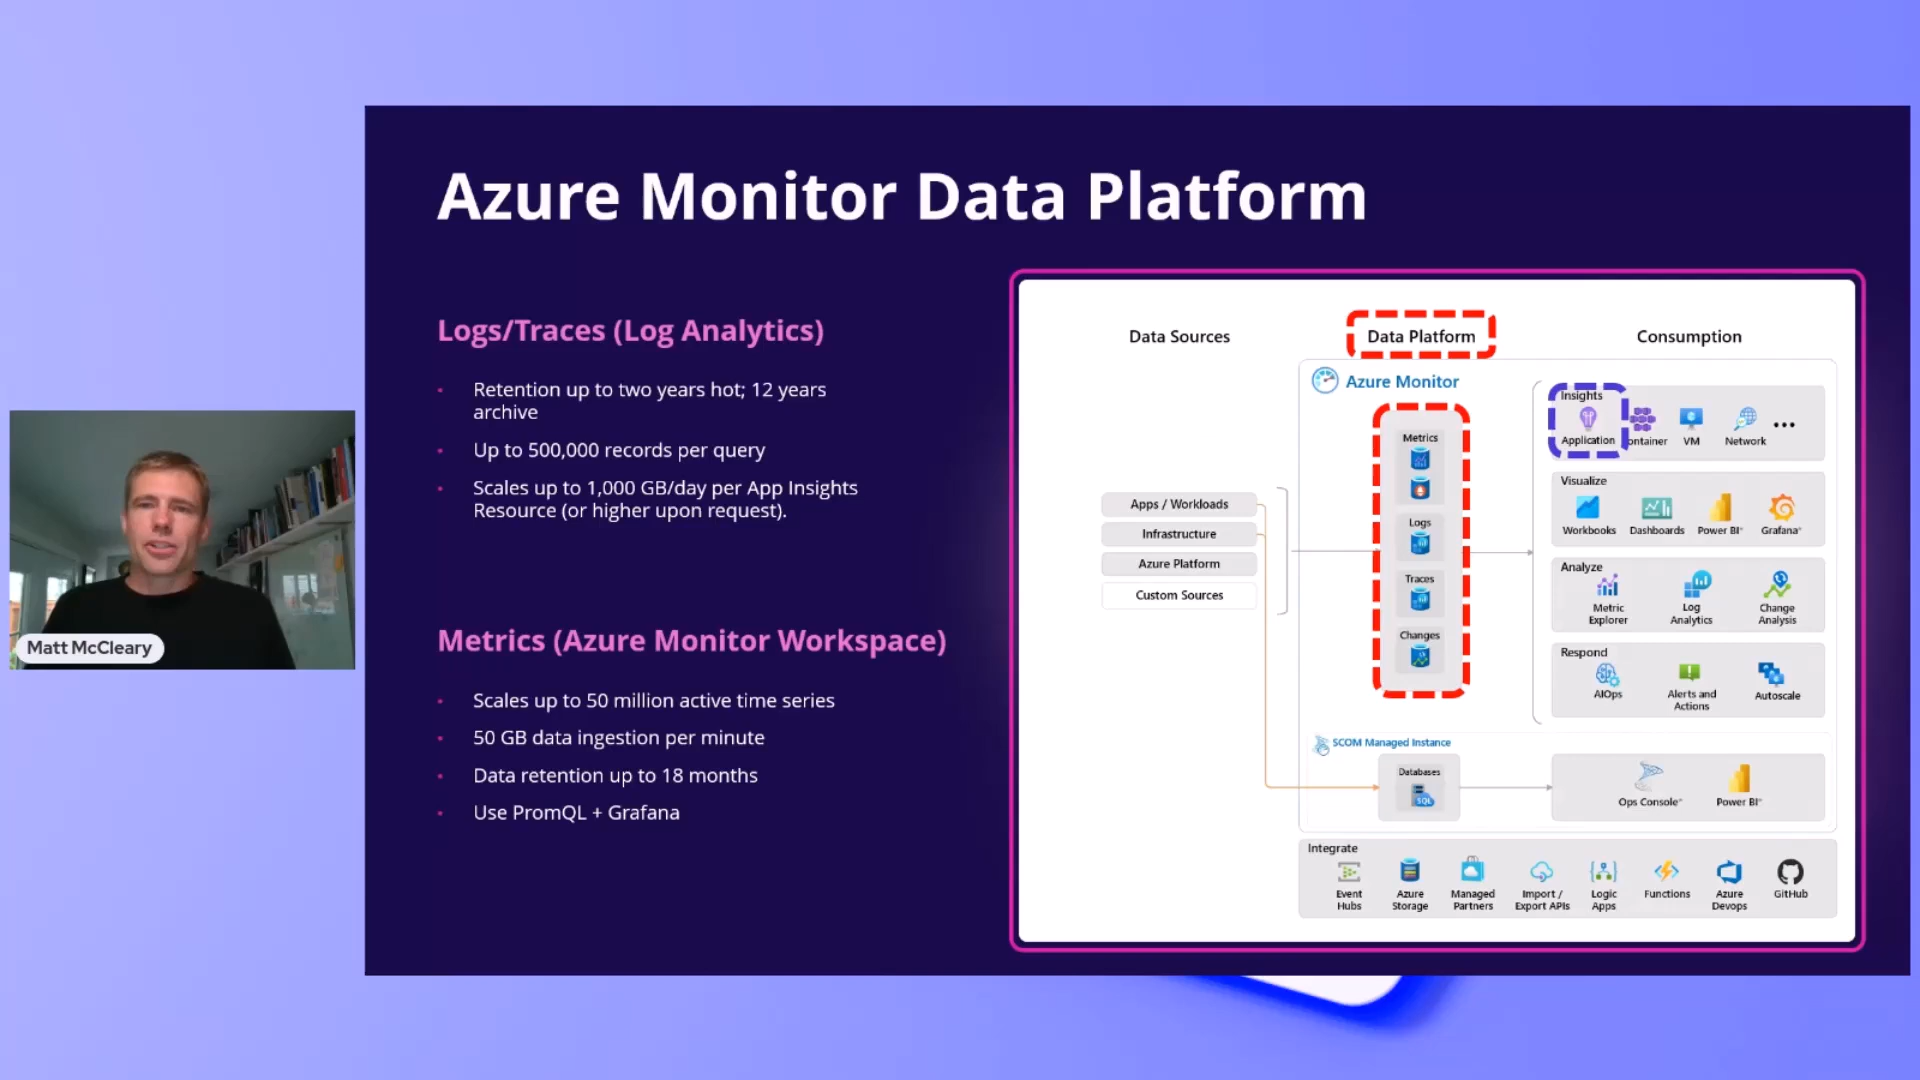 Azure Monitor Data Platform
Logs/Traces (Log Analytics)
• Retention up to two years hot; 12 years
archive
• Up to 500,000 records per query
• Scales up to 1,000 GB/day per App Insights
Resource (or higher upon request).
Metrics (Azure Monitor Workspace)
• Scales up to 50 million active time series
• 50 GB data ingestion per minute
• Data retention up to 18 months
• Use PromQL + Grafana
Matt McCleary
Data Sources
Data Platform
Consumption
Apps / Workloads
Infrastructure
Azure Platform
Custom Sources
Azure Monitor
Metrics
Logs
Traces
Changes
Insights
Application
ontainer
VM
Network
...
Visualize
Workbooks
Dashboards
Power BI*
Grafana*
Analyze
Metric
Explorer
Log
Analytics
Change
Analysis
Respond
AIOps
Alerts and
Actions
Autoscale
SCOM Managed Instance
Databases
SQL
Ops Console*
Power BI*
Integrate
Event
Hubs
Azure
Storage
Managed
Partners
Import /
Export APIs
Logic
Apps
Functions
Azure
Devops
GitHub